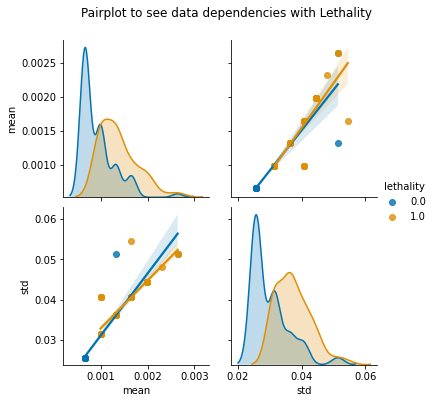 Pairplot to see data dependencies with Lethality
0.0025
0.0020
0.0015
0.0010
mean
lethality
0.0
1.0
0.06
0.05
0.04
0.03
std
0.001
0.002
0.003
mean
0.02
0.04
0.06
std